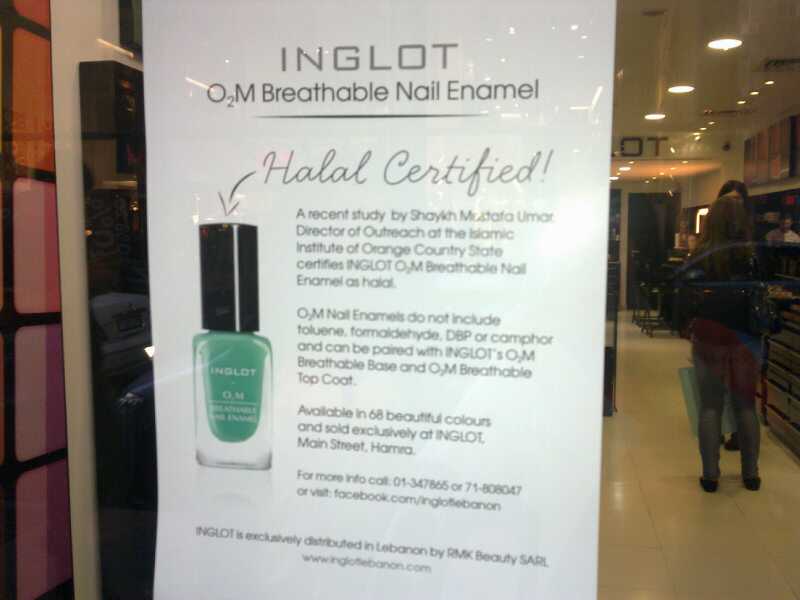 INGLOT
O₂M Breathable Nail Enamel
Halal Certified!
A recent study by Shaykh Mustafa Umar,
Director of Outreach at the Islamic
Institute of Orange Country State
certifies INGLOT O₂M Breathable Nail
Enamel as halal.
O₂M Nail Enamels do not include
toluene, formaldehyde, DBP or camphor
and can be paired with INGLOT's O₂M
Breathable Base and O₂M Breathable
Top Coat.
Available in 68 beautiful colours
and sold exclusively at INGLOT,
Main Street, Hamra.
For more info call: 01-347865 or 71-808047
or visit: facebook.com/inglotlebanon
INGLOT is exclusively distributed in Lebanon by RMK Beauty SARL
www.inglotlebanon.com
INGLOT
O₂M
BREATHABLE
NAIL ENAMEL
LOT